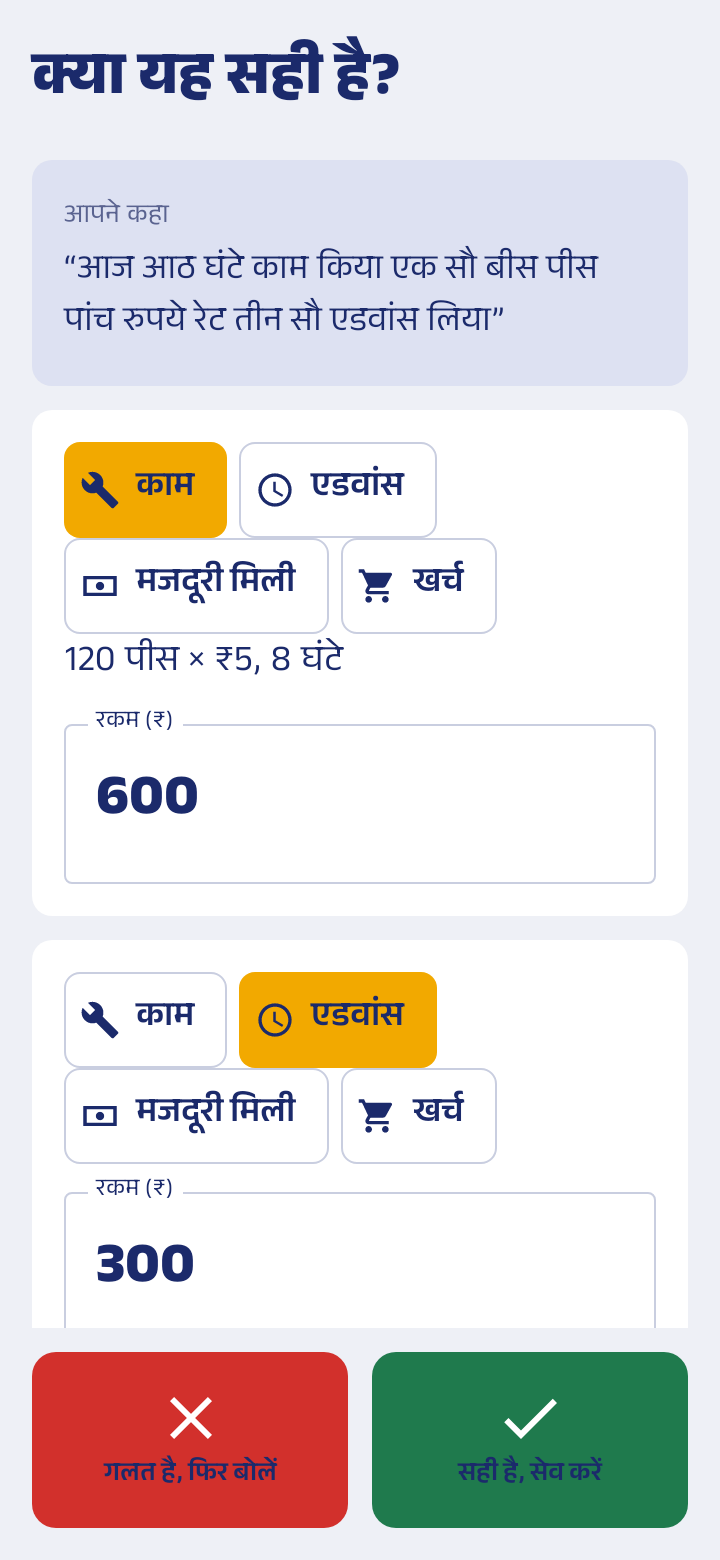 क्या यह सही है?
आपने कहा
“आज आठ घंटे काम किया एक सौ बीस पीस
पांच रुपये रेट तीन सौ एडवांस लिया”
काम
एडवांस
मजदूरी मिली
खर्च
120 पीस × ₹5, 8 घंटे
रकम (₹)
600
काम
एडवांस
मजदूरी मिली
खर्च
रकम (₹)
300
गलत है, फिर बोलें
सही है, सेव करें